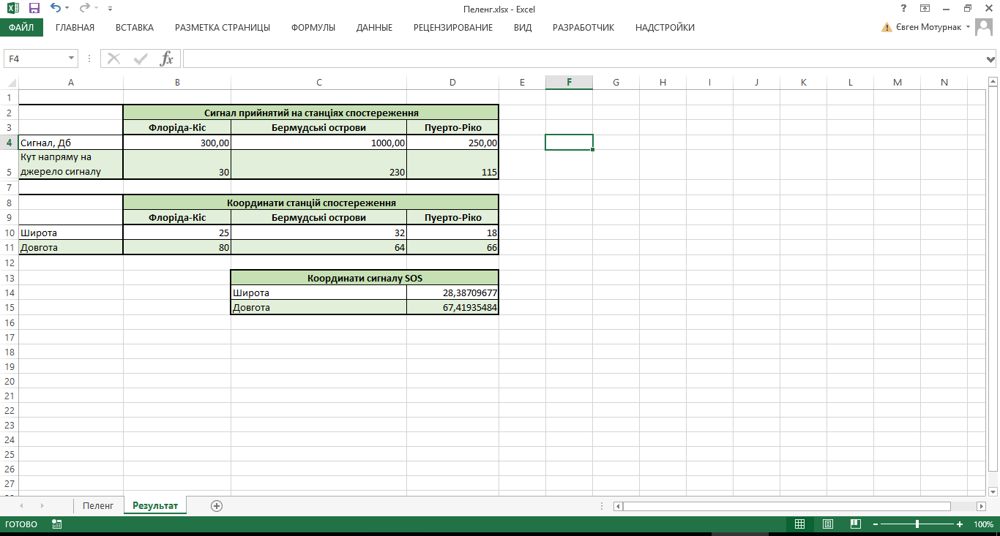 Пеленг.xlsx - Excel
ФАЙЛ ГЛАВНАЯ ВСТАВКА РАЗМЕТКА СТРАНИЦЫ ФОРМУЛЫ ДАННЫЕ РЕЦЕНЗИРОВАНИЕ ВИД РАЗРАБОТЧИК НАДСТРОЙКИ Євген Мотурнак
F4 fx
A B C D E F G H I J K L M N
1
2 Сигнал прийнятий на станціях спостереження
3 Флоріда-Кіс Бермудські острови Пуерто-Ріко
4 Сигнал, Дб 300,00 1000,00 250,00
Кут напряму на
5 джерело сигналу 30 230 115
7
8 Координати станцій спостереження
9 Флоріда-Кіс Бермудські острови Пуерто-Ріко
10 Широта 25 32 18
11 Довгота 80 64 66
12
13 Координати сигналу SOS
14 Широта 28,38709677
15 Довгота 67,41935484
16
17
18
19
20
21
22
23
24
25
26
27
Пеленг Результат
ГОТОВО 100%